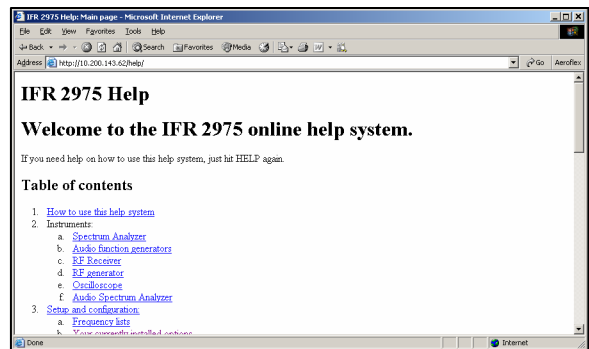 IFR 2975 Help: Main page - Microsoft Internet Explorer
File Edit View Favorites Tools Help
Back Search Favorites Media
Address http://10.200.143.62/help/ Go Aeroflex
IFR 2975 Help
Welcome to the IFR 2975 online help system.
If you need help on how to use this help system, just hit HELP again.
Table of contents
1. How to use this help system
2. Instruments:
a. Spectrum Analyzer
b. Audio function generators
c. RF Receiver
d. RF generator
e. Oscilloscope
f. Audio Spectrum Analyzer
3. Setup and configuration:
a. Frequency lists
b. Your currently installed options
Done Internet